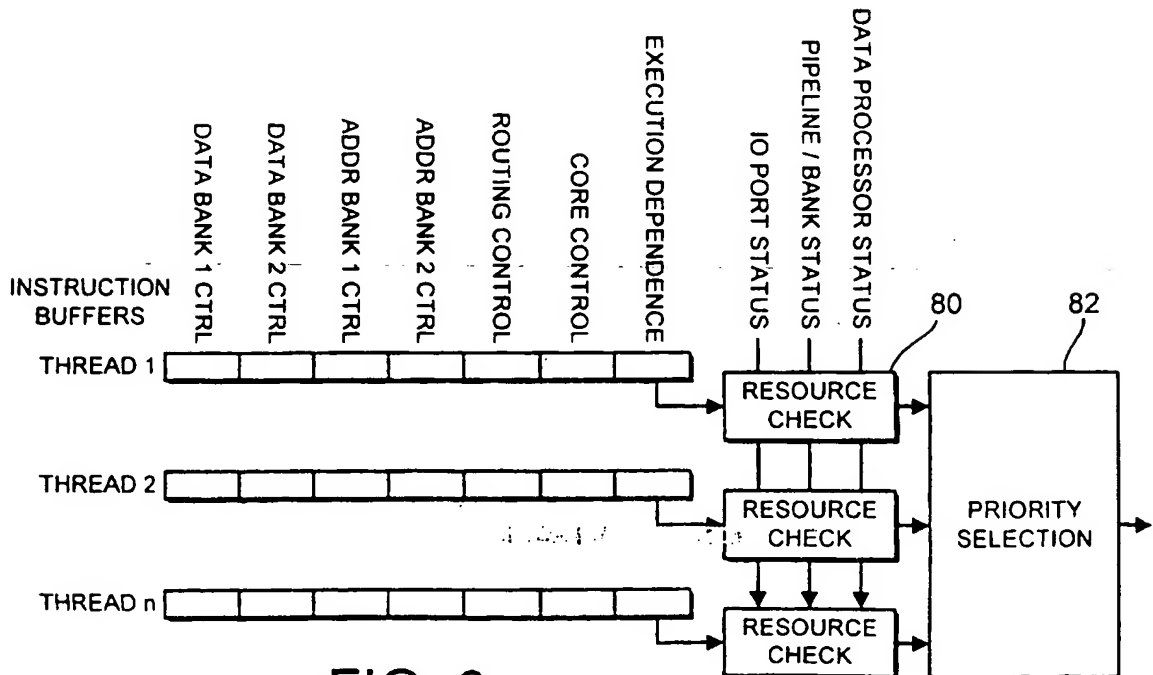 DATA BANK 1 CTRL
DATA BANK 2 CTRL
ADDR BANK 1 CTRL
ADDR BANK 2 CTRL
ROUTING CONTROL
CORE CONTROL
EXECUTION DEPENDENCE
IO PORT STATUS
PIPELINE / BANK STATUS
DATA PROCESSOR STATUS
INSTRUCTION
BUFFERS
80
82
THREAD 1
RESOURCE
CHECK
THREAD 2
RESOURCE
CHECK
PRIORITY
SELECTION
THREAD n
RESOURCE
CHECK